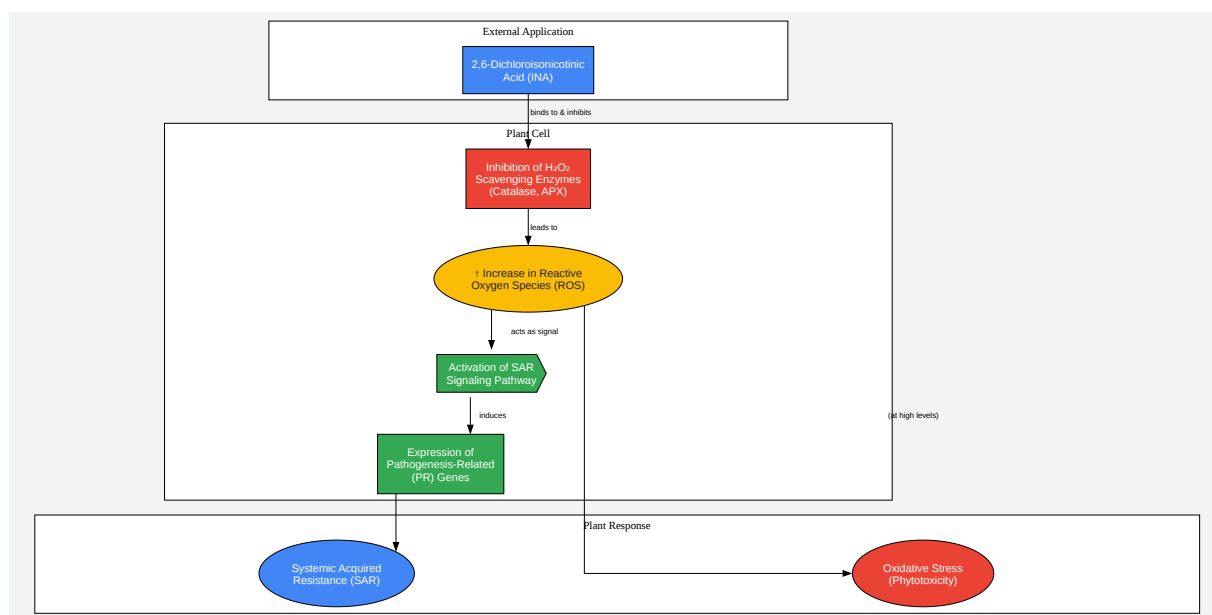 External Application
2,6-Dichloroisonicotinic
Acid (INA)
binds to & inhibits
Plant Cell
Inhibition of H₂O₂
Scavenging Enzymes
(Catalase, APX)
leads to
↑ Increase in Reactive
Oxygen Species (ROS)
acts as signal
Activation of SAR
Signaling Pathway
induces
(at high levels)
Expression of
Pathogenesis-Related
(PR) Genes
Plant Response
Systemic Acquired
Resistance (SAR)
Oxidative Stress
(Phytotoxicity)